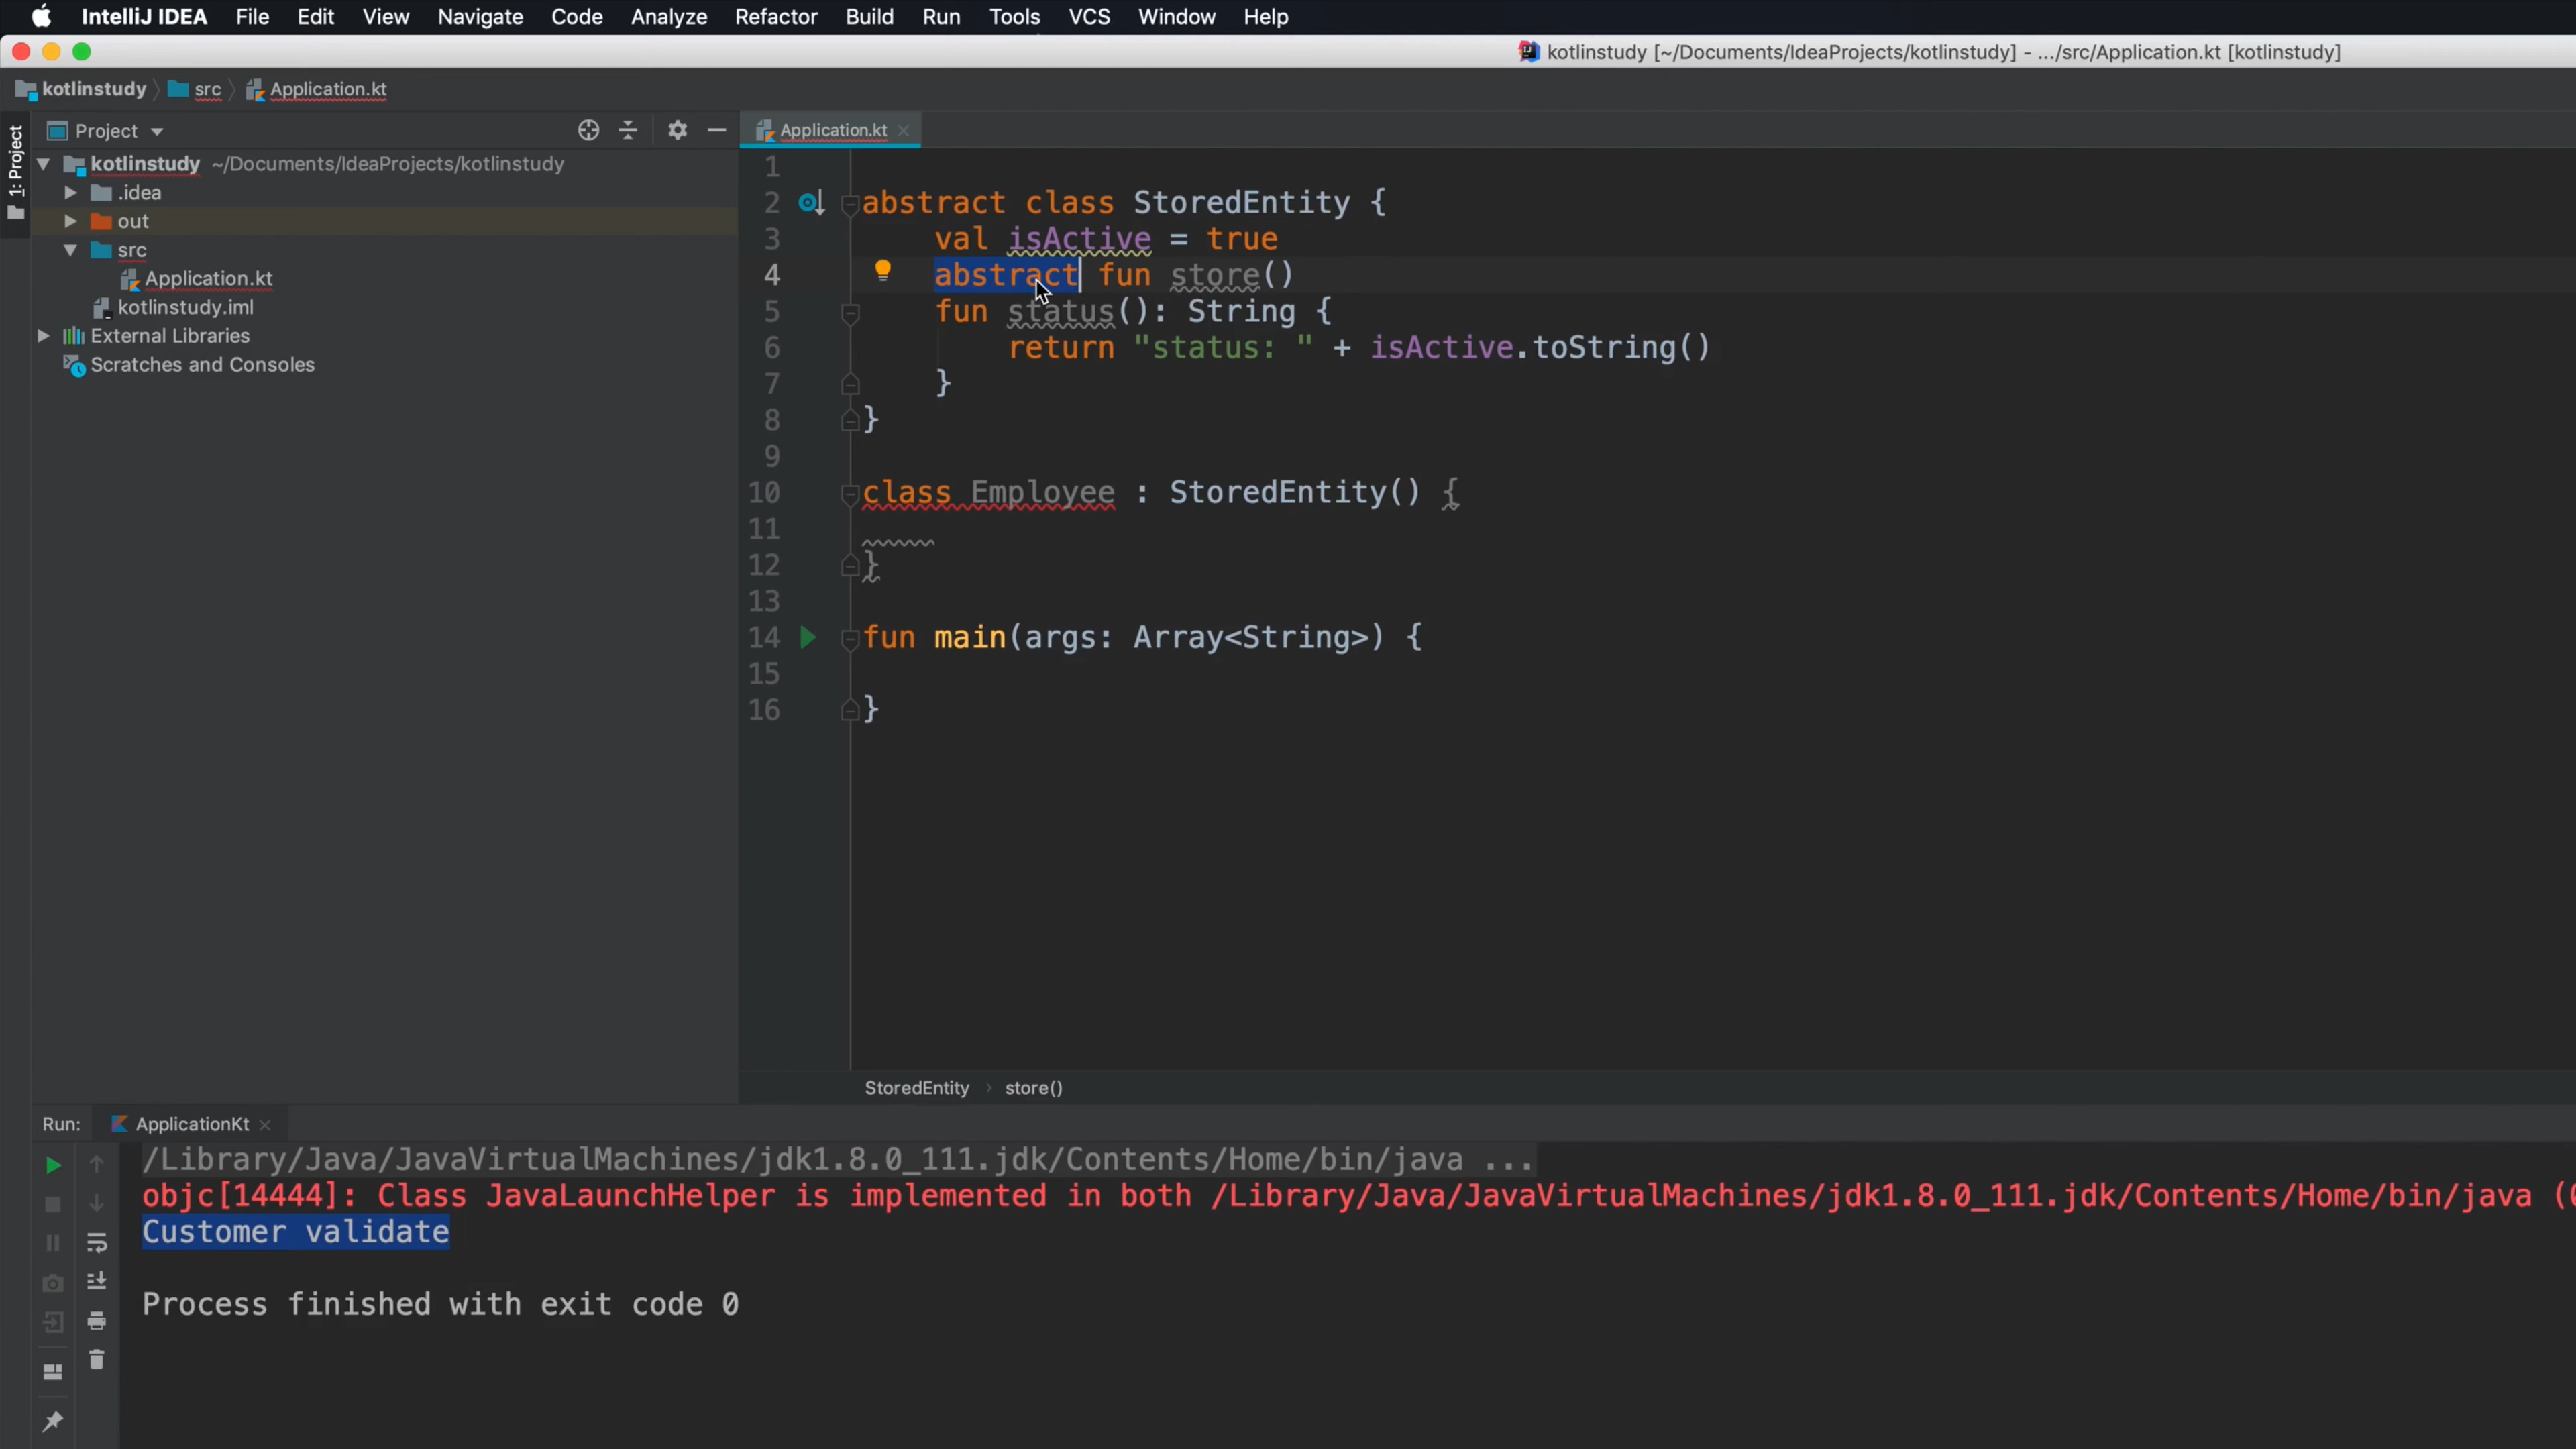 IntelliJ IDEA File Edit View Navigate Code Analyze Refactor Build Run Tools VCS Window Help
kotlinstudy [~/Documents/IdeaProjects/kotlinstudy] - .../src/Application.kt [kotlinstudy]
kotlinstudy src Application.kt
1: Project
Project
kotlinstudy ~/Documents/IdeaProjects/kotlinstudy
.idea
out
src
Application.kt
kotlinstudy.iml
External Libraries
Scratches and Consoles
Application.kt
1
2 abstract class StoredEntity {
3 val isActive = true
4 abstract fun store()
5 fun status(): String {
6 return "status: " + isActive.toString()
7 }
8 }
9
10 class Employee : StoredEntity() {
11
12 }
13
14 fun main(args: Array<String>) {
15
16 }
StoredEntity › store()
Run: ApplicationKt
/Library/Java/JavaVirtualMachines/jdk1.8.0_111.jdk/Contents/Home/bin/java ...
objc[14444]: Class JavaLaunchHelper is implemented in both /Library/Java/JavaVirtualMachines/jdk1.8.0_111.jdk/Contents/Home/bin/java (
Customer validate
Process finished with exit code 0